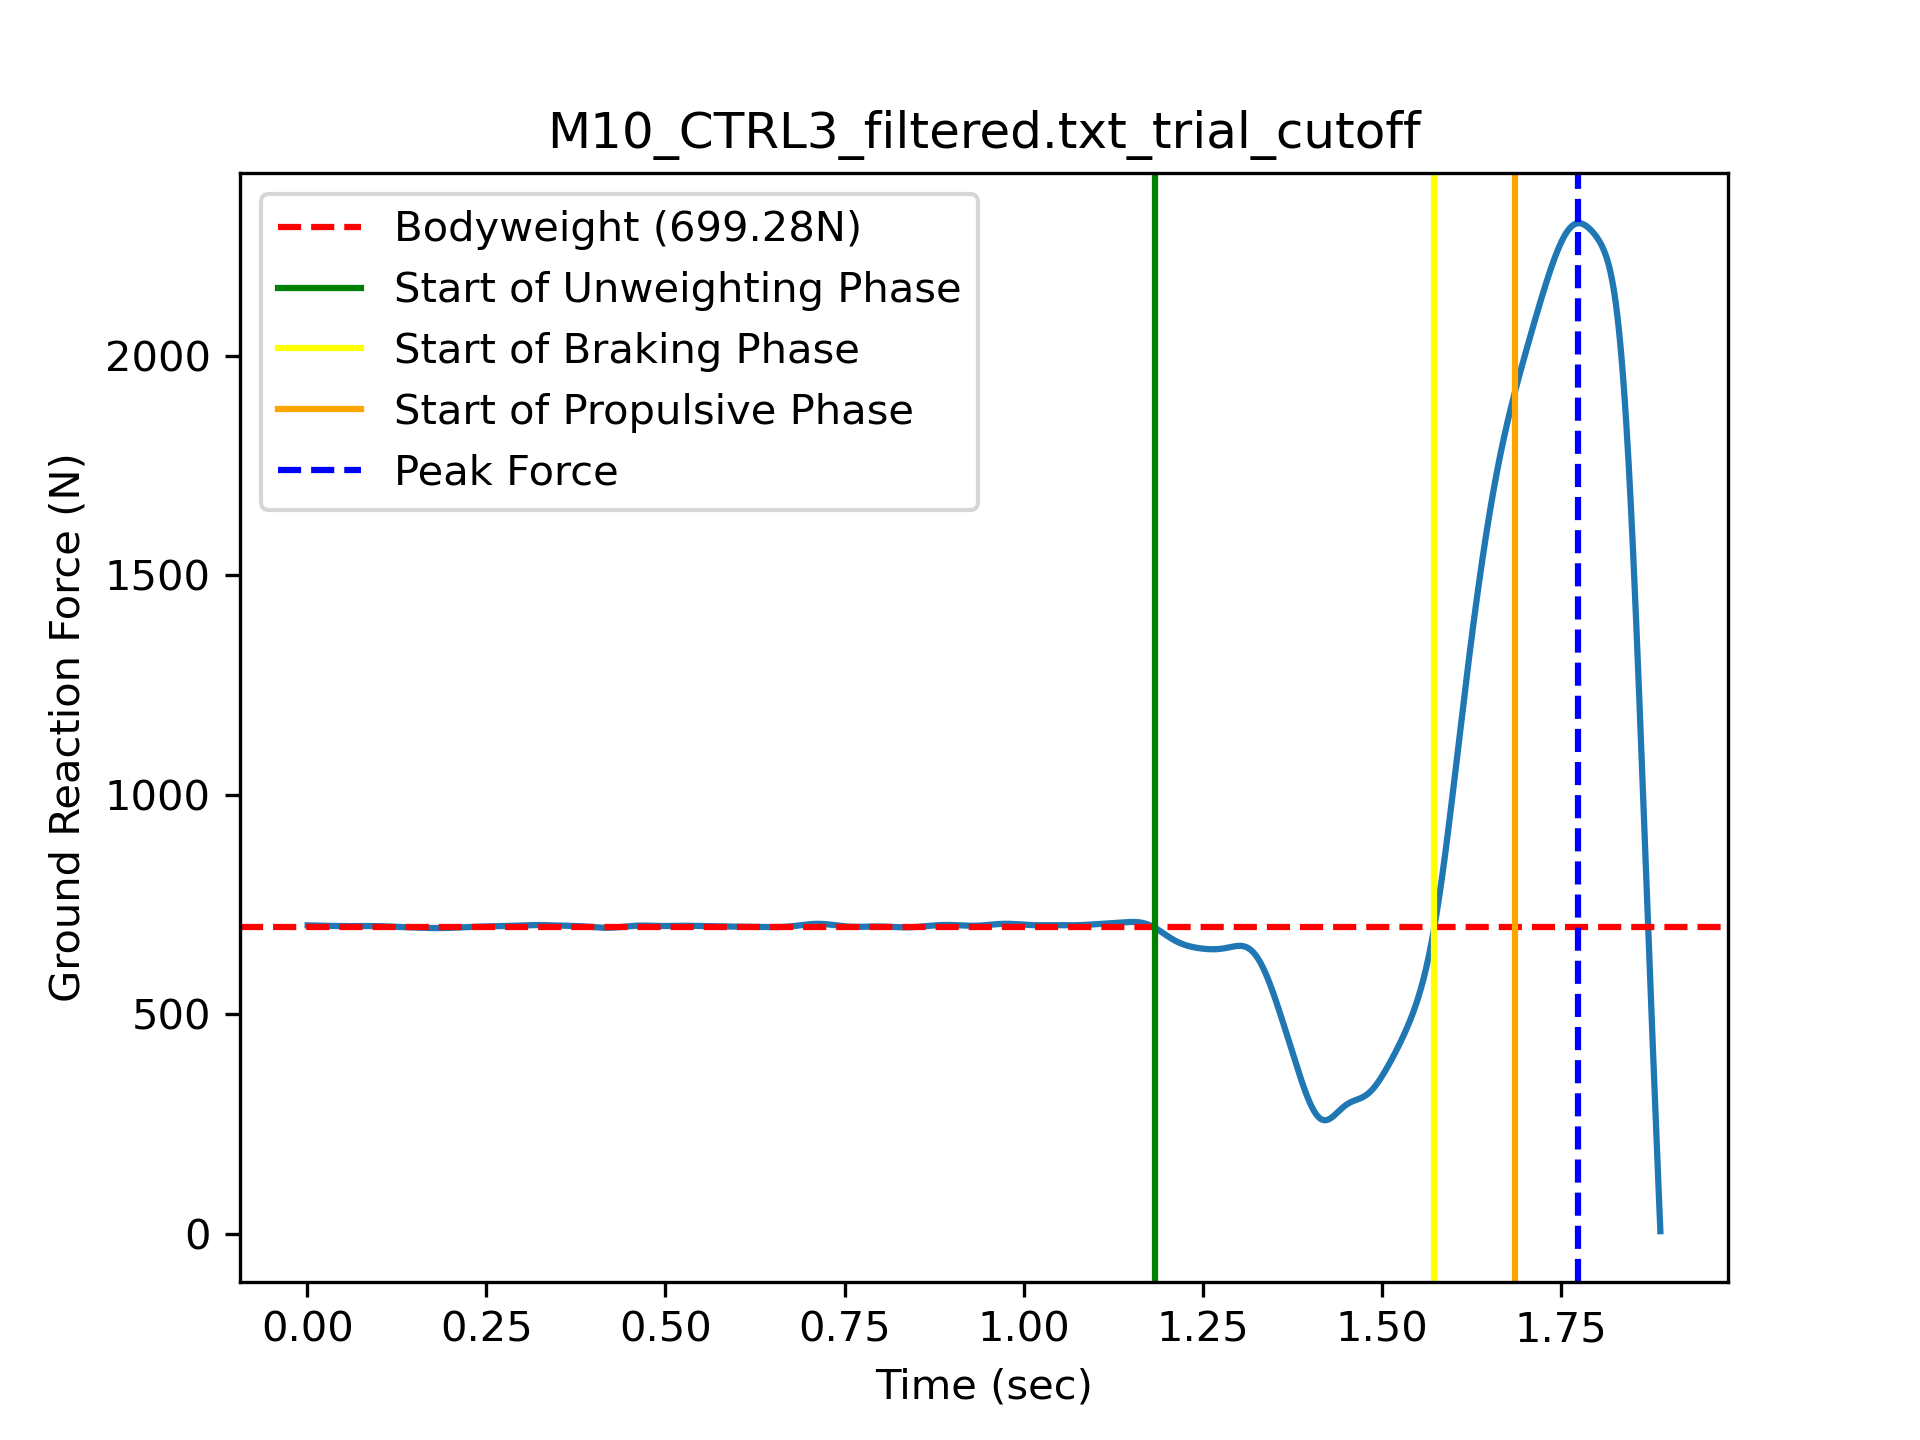 M10_CTRL3_filtered.txt_trial_cutoff
Bodyweight (699.28N)
Start of Unweighting Phase
Start of Braking Phase
Start of Propulsive Phase
Peak Force
Ground Reaction Force (N)
2000
1500
1000
500
0
0.00 0.25 0.50 0.75 1.00 1.25 1.50 1.75
Time (sec)